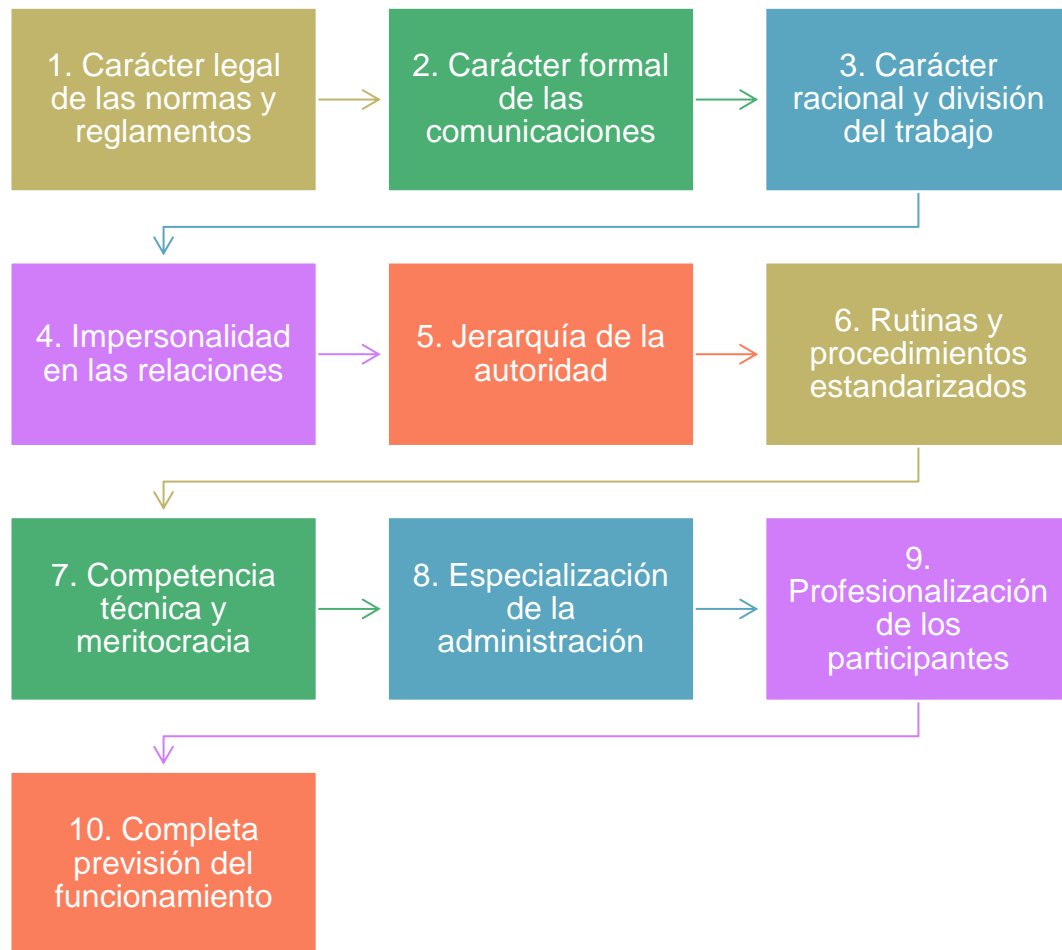 1. Carácter legal
de las normas y
reglamentos
2. Carácter formal
de las
comunicaciones
3. Carácter
racional y división
del trabajo
4. Impersonalidad
en las relaciones
5. Jerarquía de la
autoridad
6. Rutinas y
procedimientos
estandarizados
7. Competencia
técnica y
meritocracia
8. Especialización
de la
administración
9.
Profesionalización
de los
participantes
10. Completa
previsión del
funcionamiento